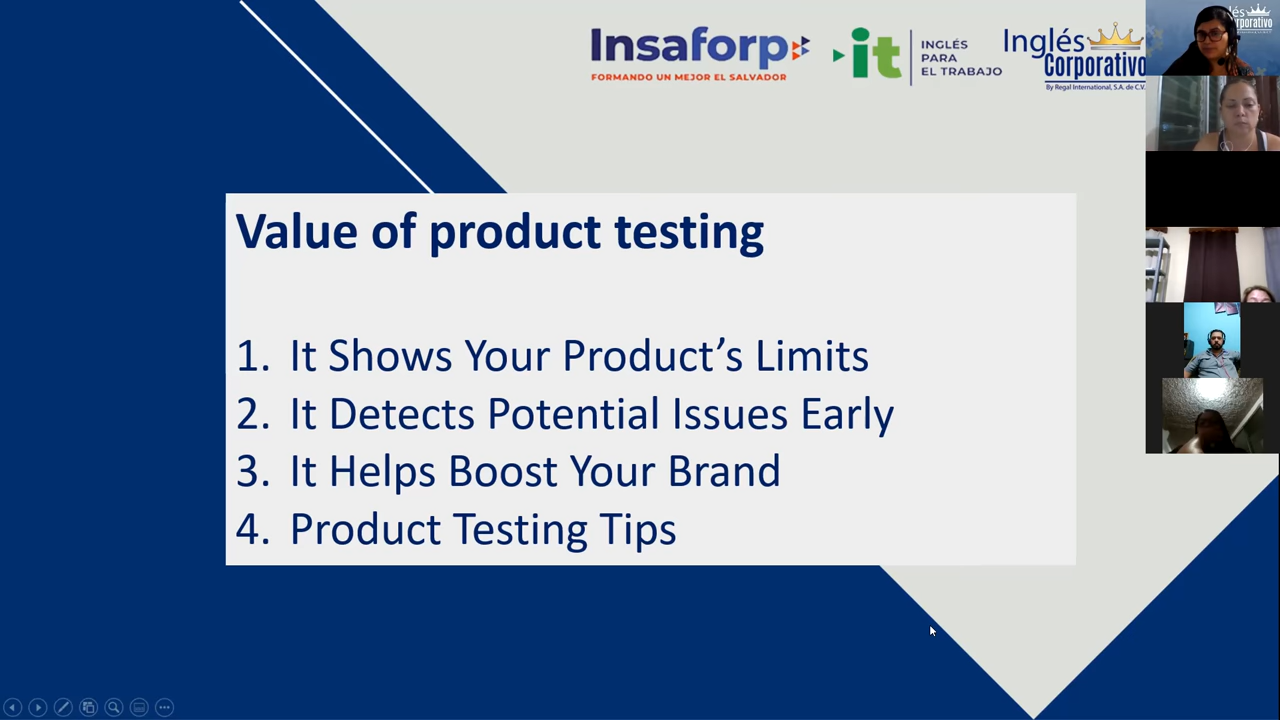 Insaforp
FORMANDO UN MEJOR EL SALVADOR
it
INGLÉS
PARA
EL TRABAJO
Inglés
Corporativo
By Regal International, S.A. de C.V.
Value of product testing
1. It Shows Your Product’s Limits
2. It Detects Potential Issues Early
3. It Helps Boost Your Brand
4. Product Testing Tips